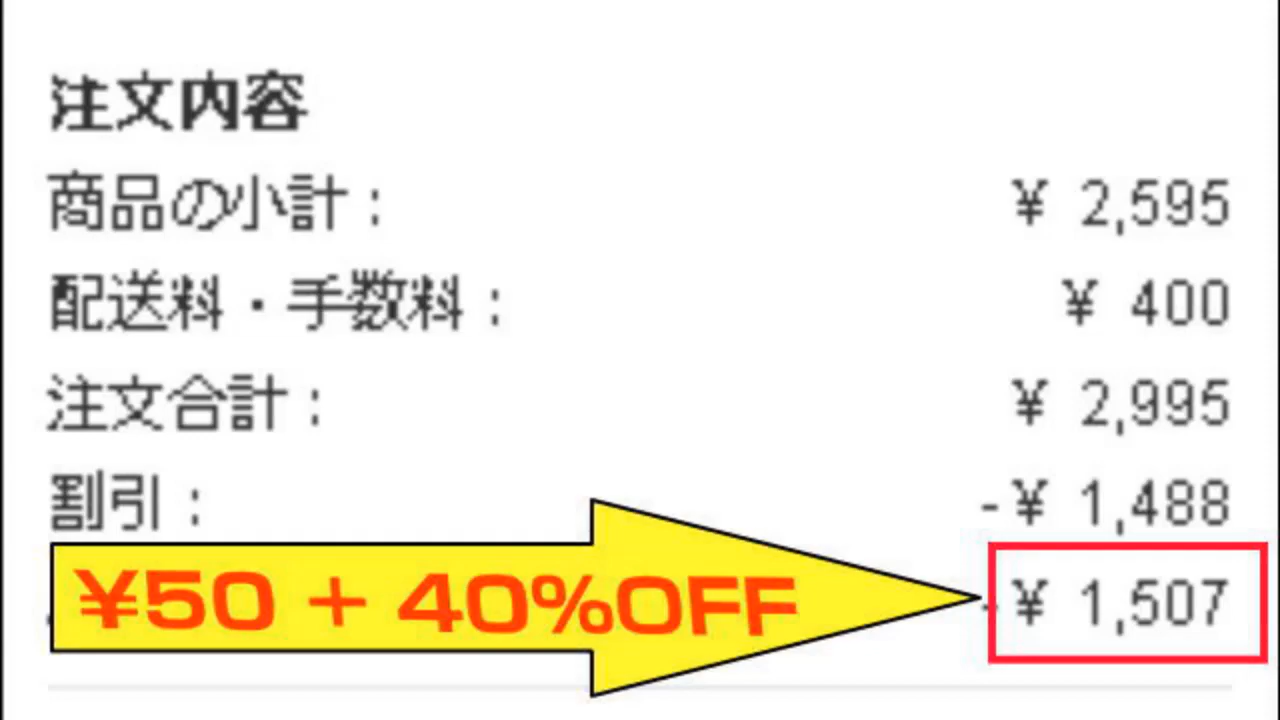 注文内容
商品の小計： ¥ 2,595
配送料・手数料： ¥ 400
注文合計： ¥ 2,995
割引： -¥ 1,488
¥50 + 40%OFF -¥ 1,507